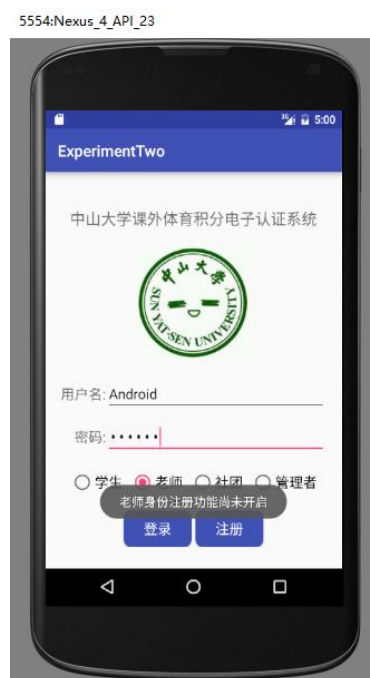 5554:Nexus_4_API_23
5:00
ExperimentTwo
中山大学课外体育积分电子认证系统
中山大学
SUN YAT-SEN UNIVERSITY
用户名: Android
密码: ••••••
学生 老师 社团 管理者
老师身份注册功能尚未开启
登录 注册